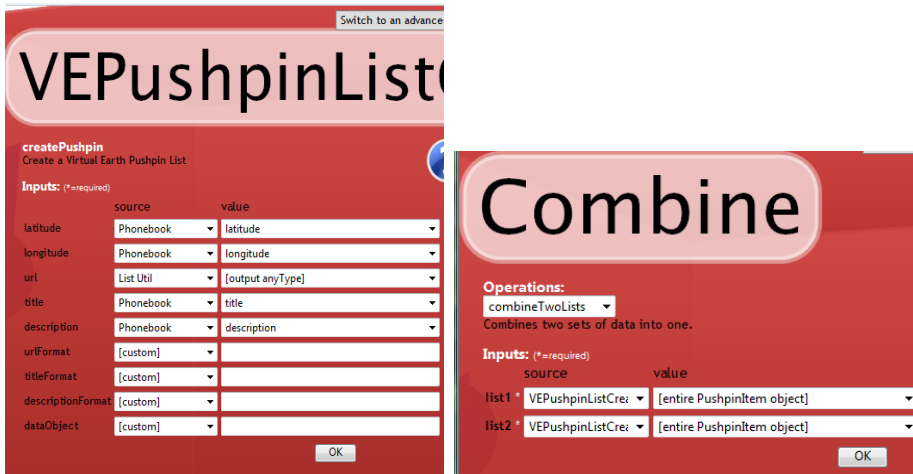 Switch to an advance
VEPushpinList
createPushpin
Create a Virtual Earth Pushpin List
Inputs: (*=required)
source value
latitude Phonebook latitude
longitude Phonebook longitude
url List Util [output anyType]
title Phonebook title
description Phonebook description
urlFormat [custom]
titleFormat [custom]
descriptionFormat [custom]
dataObject [custom]
OK
Combine
Operations:
combineTwoLists
Combines two sets of data into one.
Inputs: (*=required)
source value
list1 * VEPushpinListCrea [entire PushpinItem object]
list2 * VEPushpinListCrea [entire PushpinItem object]
OK